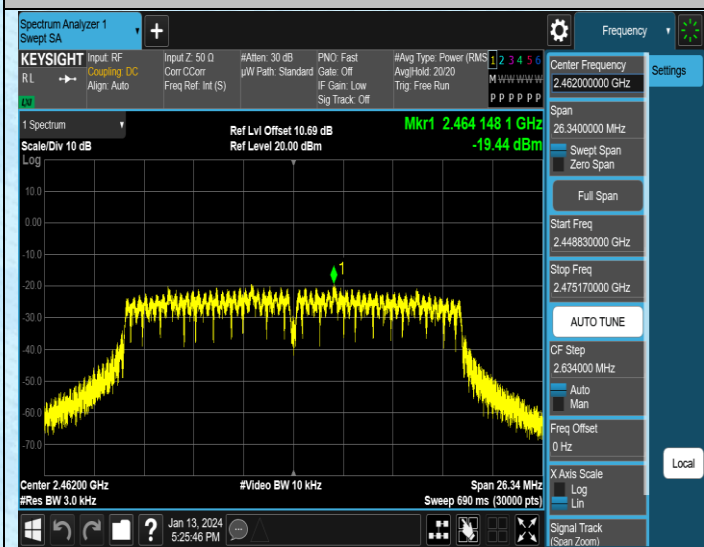 Spectrum Analyzer 1
Swept SA
Frequency
KEYSIGHT
RL
LXI
Input: RF
Coupling: DC
Align: Auto
Input Z: 50 Ω
Corr CCorr
Freq Ref: Int (S)
#Atten: 30 dB
µW Path: Standard
PNO: Fast
Gate: Off
IF Gain: Low
Sig Track: Off
#Avg Type: Power (RMS
Avg|Hold: 20/20
Trig: Free Run
1 2 3 4 5 6
M W W W W W
P P P P P P
1 Spectrum
Scale/Div 10 dB
Ref Lvl Offset 10.69 dB
Ref Level 20.00 dBm
Mkr1 2.464 148 1 GHz
-19.44 dBm
Log
10.0
0.00
-10.0
-20.0
-30.0
-40.0
-50.0
-60.0
-70.0
1
Center 2.46200 GHz
#Res BW 3.0 kHz
#Video BW 10 kHz
Span 26.34 MHz
Sweep 690 ms (30000 pts)
Center Frequency
2.462000000 GHz
Span
26.3400000 MHz
Swept Span
Zero Span
Full Span
Start Freq
2.448830000 GHz
Stop Freq
2.475170000 GHz
AUTO TUNE
CF Step
2.634000 MHz
Auto
Man
Freq Offset
0 Hz
X Axis Scale
Log
Lin
Signal Track
(Span Zoom)
Settings
Local
?
Jan 13, 2024
5:25:46 PM